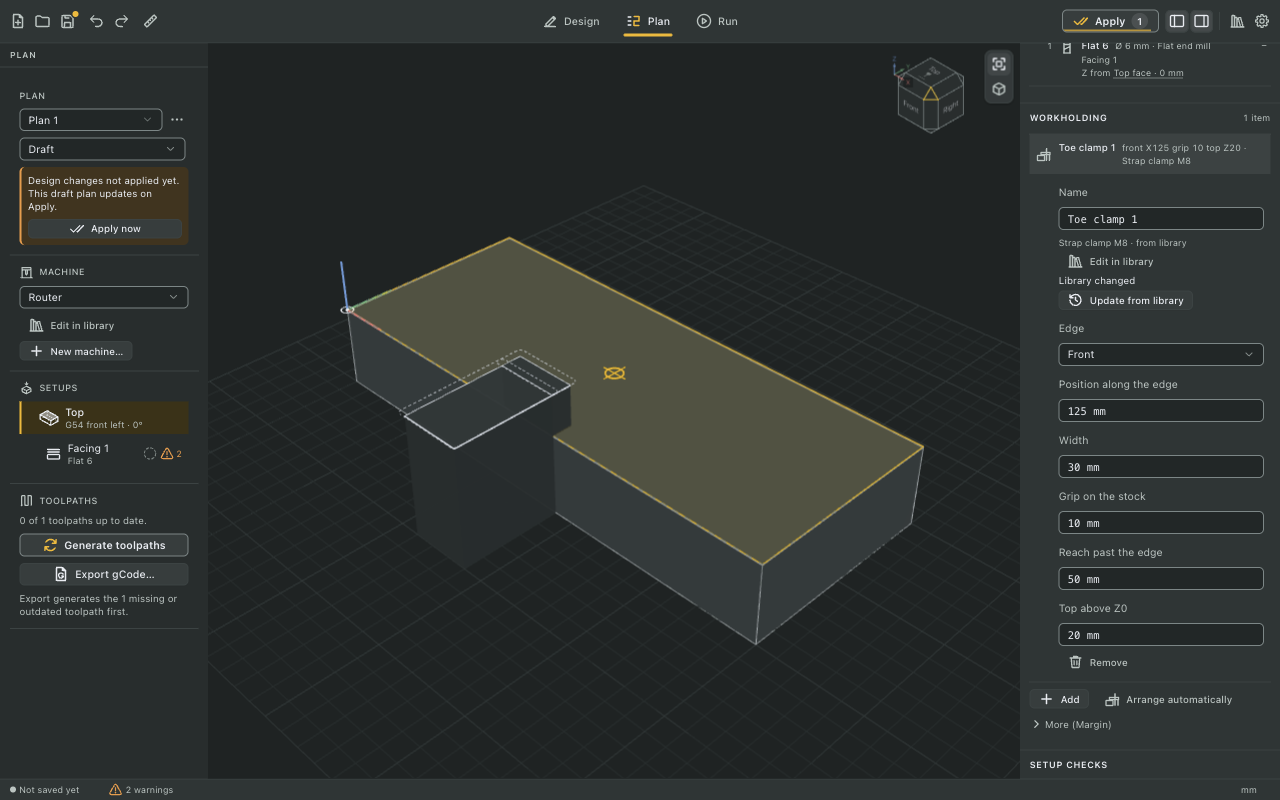 Design
Plan
Run
Apply 1
PLAN
PLAN
Plan 1
Draft
Design changes not applied yet.
This draft plan updates on
Apply.
Apply now
MACHINE
Router
Edit in library
New machine...
SETUPS
Top
G54 front left · 0°
Facing 1
Flat 6
2
TOOLPATHS
0 of 1 toolpaths up to date.
Generate toolpaths
Export gCode...
Export generates the 1 missing or
outdated toolpath first.
Not saved yet
2 warnings
Top
Front
Right
1 Flat 6 Ø 6 mm · Flat end mill
Facing 1
Z from Top face · 0 mm
WORKHOLDING 1 item
Toe clamp 1 front X125 grip 10 top Z20 ·
Strap clamp M8
Name
Toe clamp 1
Strap clamp M8 · from library
Edit in library
Library changed
Update from library
Edge
Front
Position along the edge
125 mm
Width
30 mm
Grip on the stock
10 mm
Reach past the edge
50 mm
Top above Z0
20 mm
Remove
Add
Arrange automatically
More (Margin)
SETUP CHECKS
mm